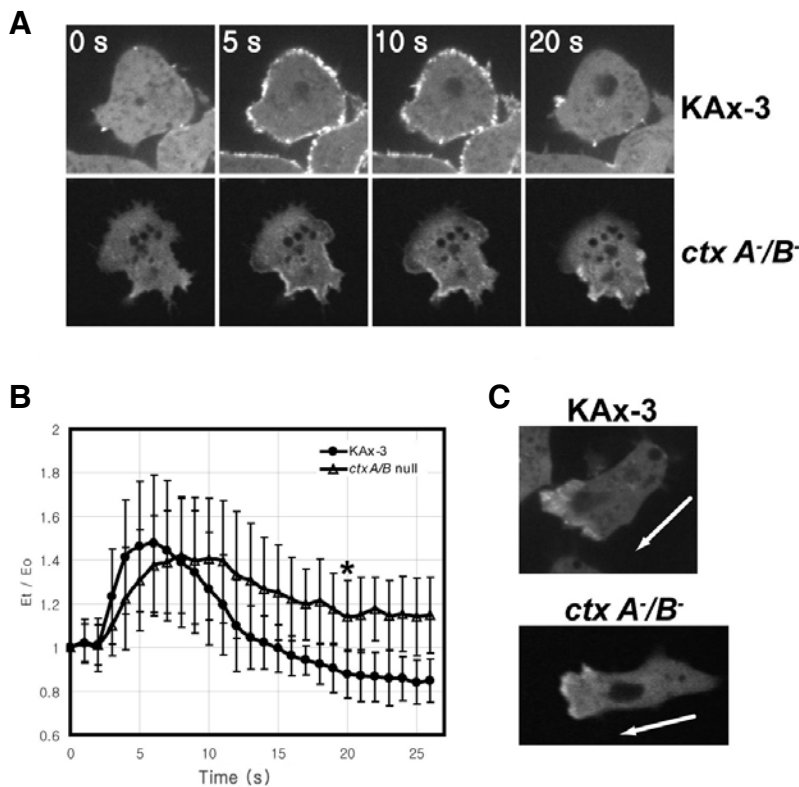 A
0 s
5 s
10 s
20 s
KAx-3
ctx A-/B-
B
2
1.8
1.6
1.4
1.2
1
0.8
0.6
Et / Eo
KAx-3
ctxA/B null
*
0
5
10
15
20
25
Time (s)
C
KAx-3
ctx A-/B-